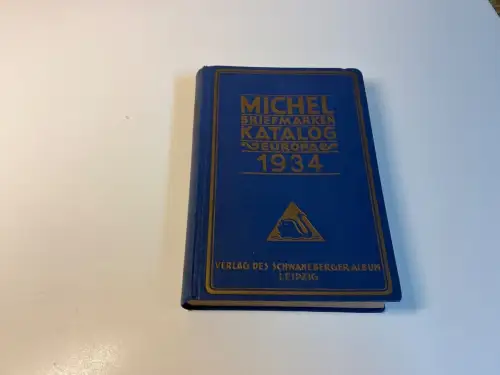 MICHEL
BRIEFMARKEN
KATALOG
EUROPA
1934
VERLAG DES SCHWANEBERGER ALBUM
LEIPZIG